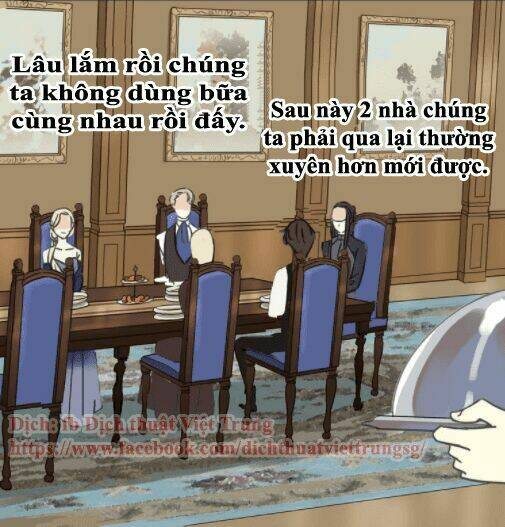 Lâu lắm rồi chúng
ta không dùng bữa
cùng nhau rồi đấy.
Sau này 2 nhà chúng
ta phải qua lại thường
xuyên hơn mới được.
Dịch: fb Dịch thuật Việt Trung
https://www.facebook.com/dichthuatviettrungsg/